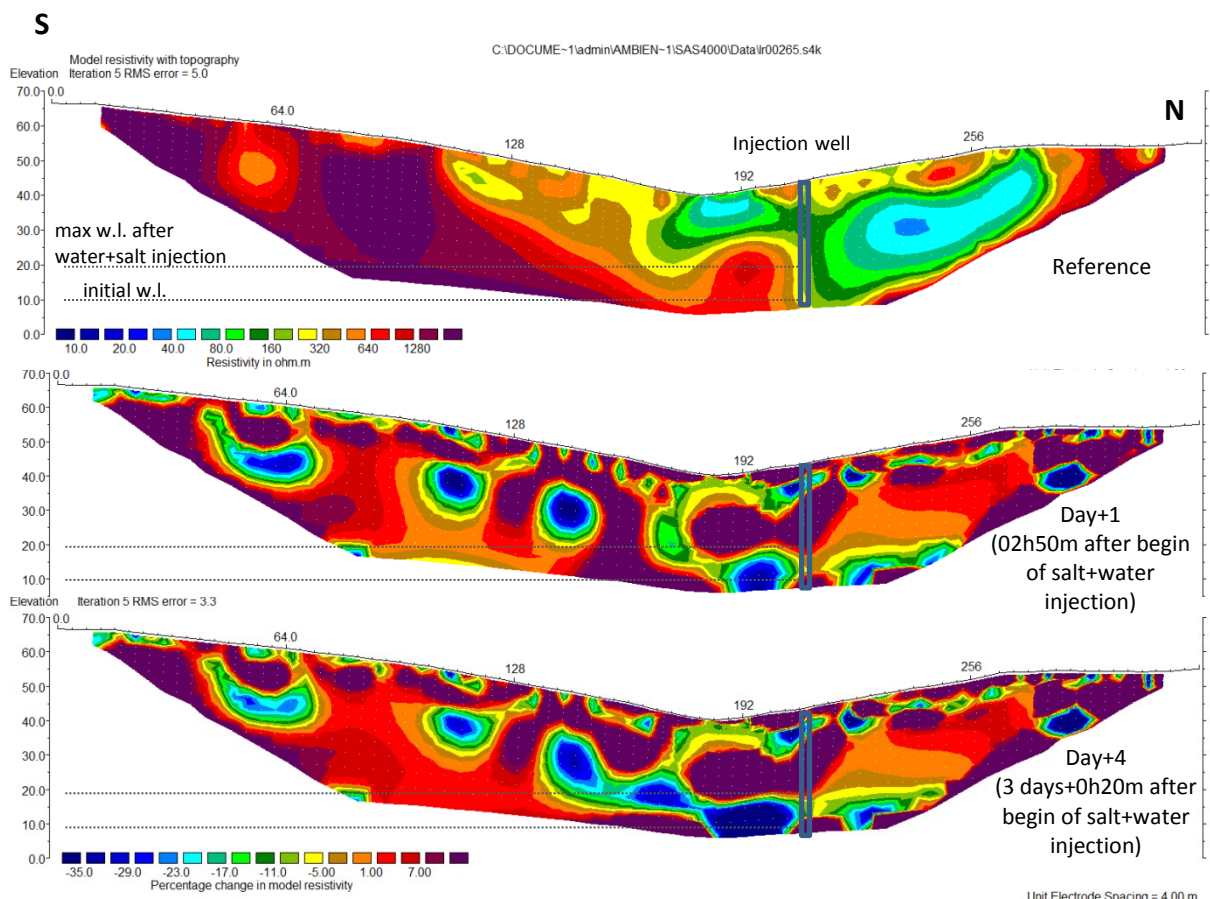 S
C:\DOCUME~1\admin\AMBIEN~1\SAS4000\Data\lr00265.s4k
Model resistivity with topography
Elevation Iteration 5 RMS error = 5.0
70.0 0.0
64.0
N
60.0
256
Injection well
128
50.0
192
40.0
30.0
max w.l. after
water+salt injection
20.0
Reference
initial w.l.
10.0
0.0
10.0 20.0 40.0 80.0 160 320 640 1280
Resistivity in ohm.m
70.0 0.0
64.0
60.0
256
128
50.0
192
40.0
30.0
Day+1
20.0
(02h50m after begin
of salt+water
10.0
injection)
0.0
Elevation Iteration 5 RMS error = 3.3
70.0 0.0
64.0
60.0
256
128
50.0
192
40.0
30.0
Day+4
20.0
(3 days+0h20m after
begin of salt+water
10.0
injection)
0.0
-35.0 -29.0 -23.0 -17.0 -11.0 -5.00 1.00 7.00
Percentage change in model resistivity
Unit Electrode Spacing = 4.00 m